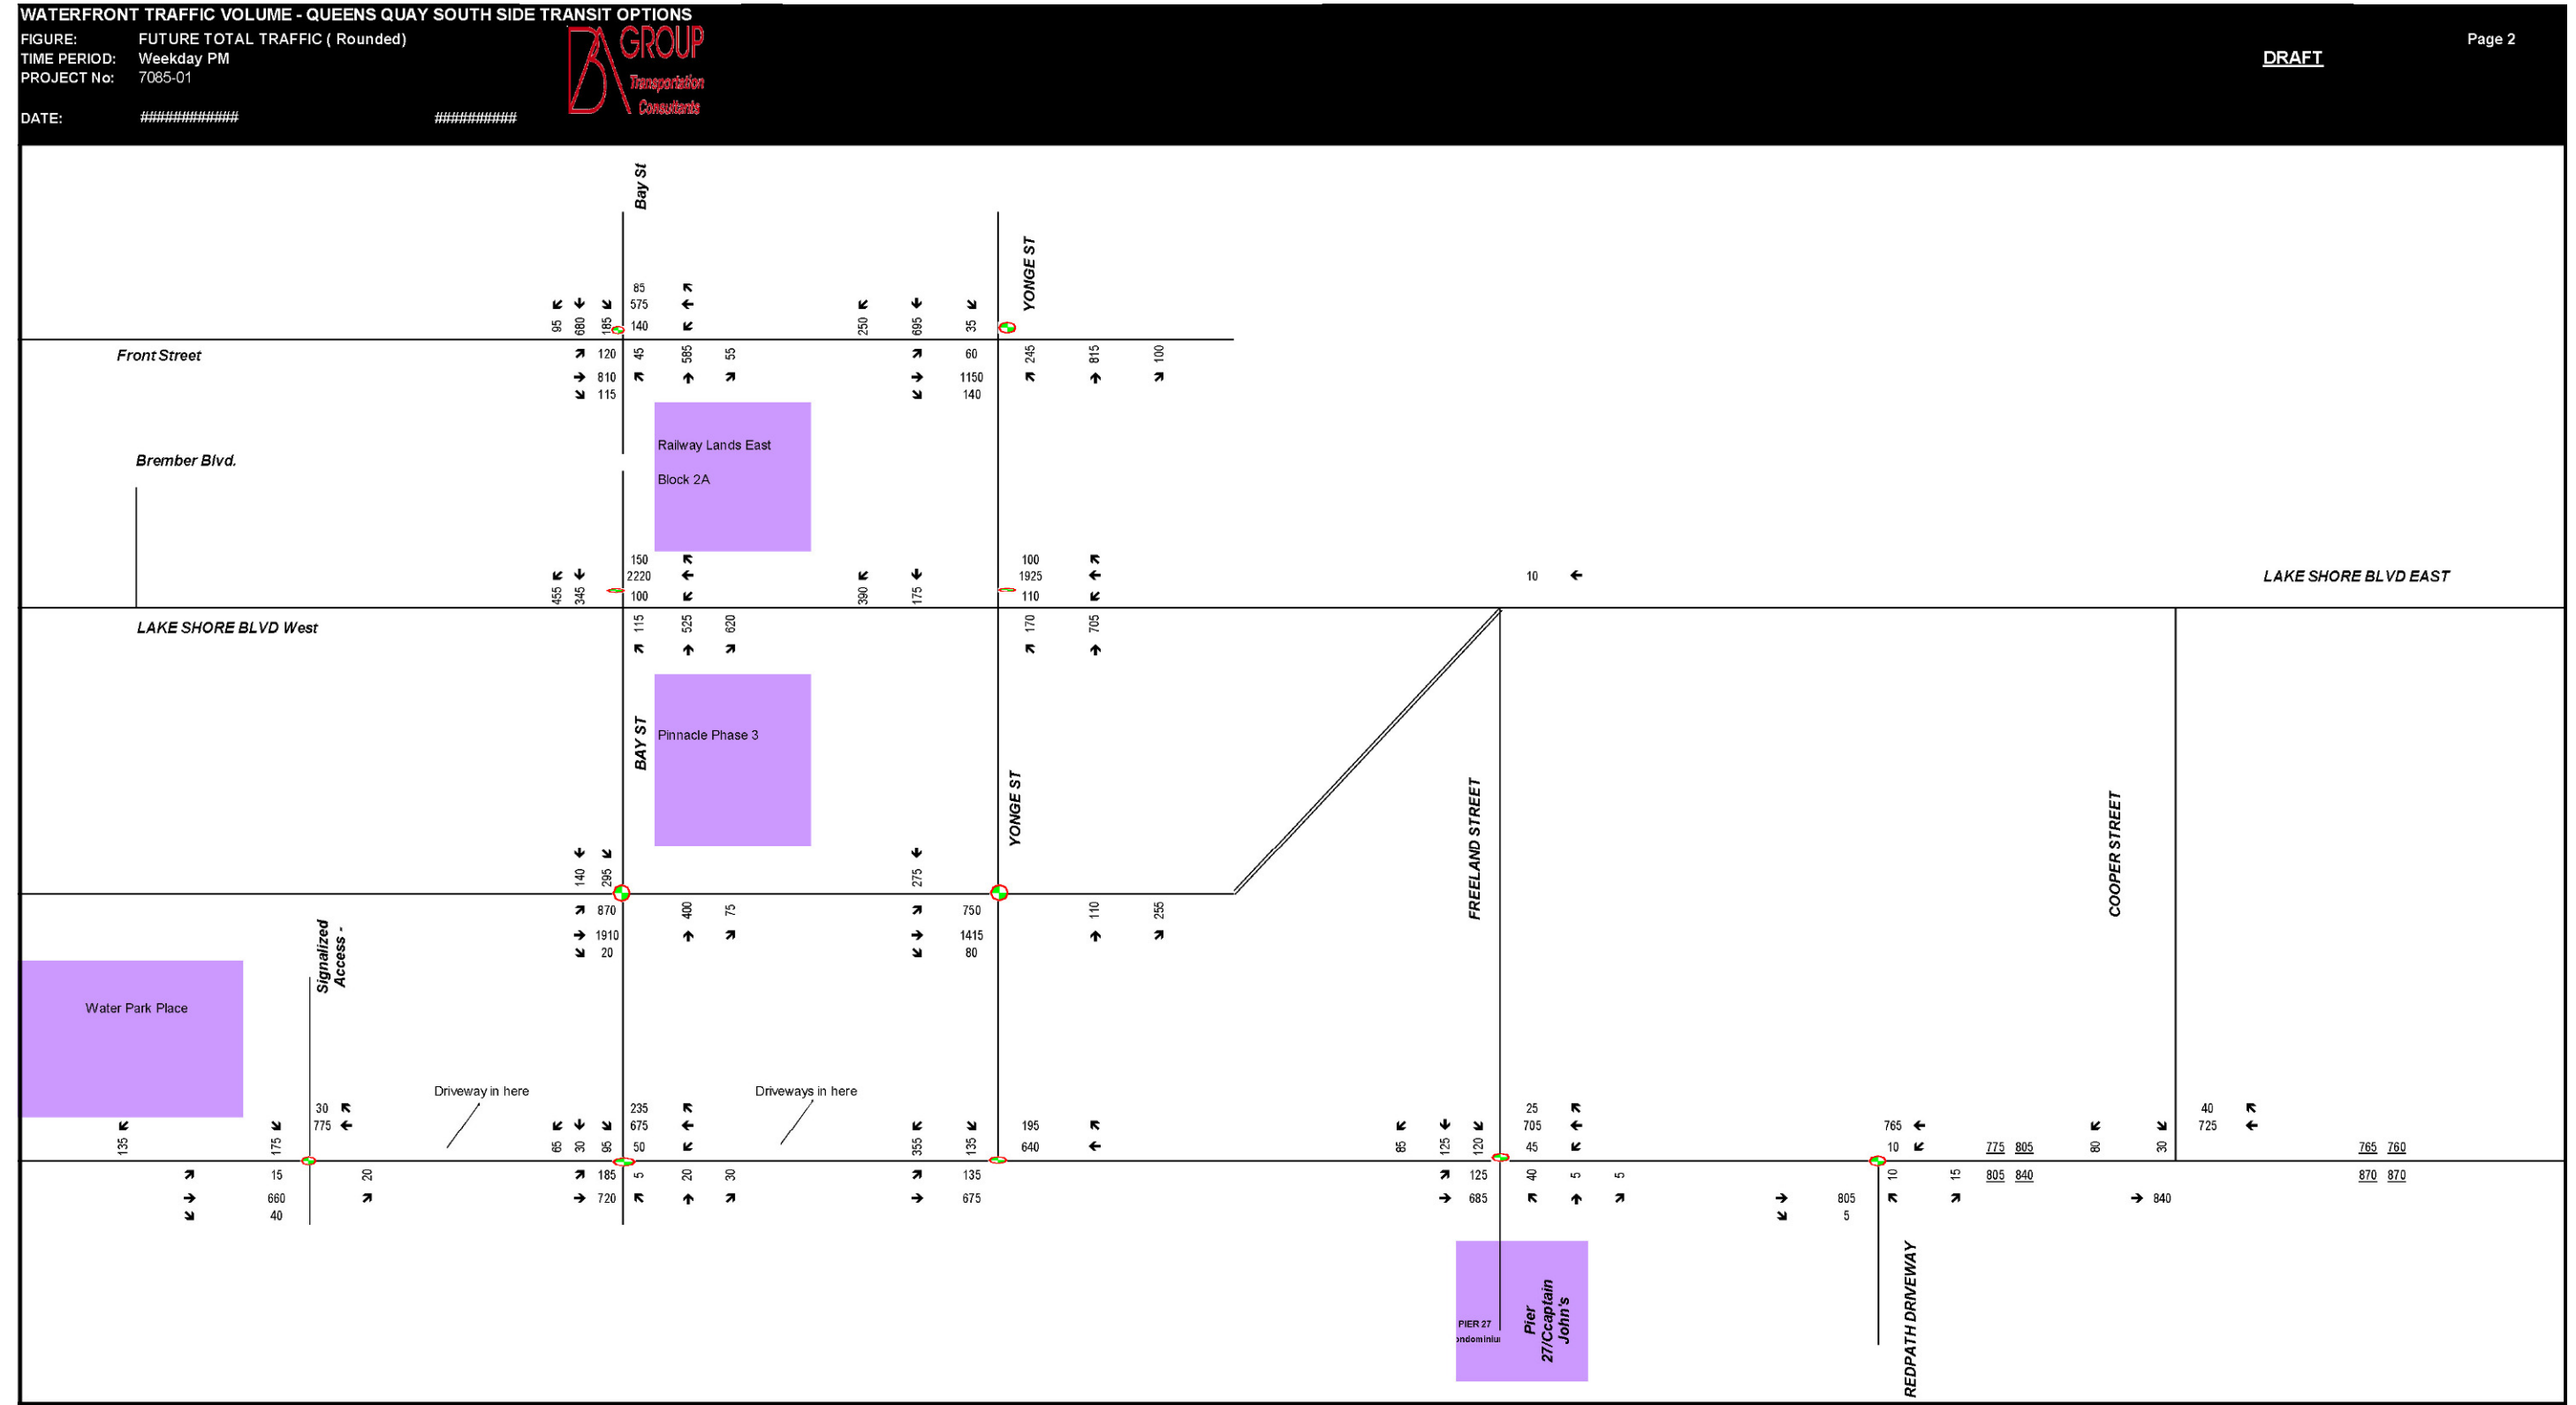 WATERFRONT TRAFFIC VOLUME - QUEENS QUAY SOUTH SIDE TRANSIT OPTIONS
FIGURE: FUTURE TOTAL TRAFFIC ( Rounded)
TIME PERIOD: Weekday PM
PROJECT No: 7085-01
DATE: ############ ##########
BA GROUP
Transportation
Consultants
DRAFT
Page 2
Bay St
YONGE ST
85 ↖
↙ ↓ ↘ 575 ← ↙ ↓ ↘
95 680 185 140 ↙ 250 695 35
Front Street
↗ 120 45 585 55 ↗ 60 245 815 100
→ 810 ↖ ↑ ↗ → 1150 ↖ ↑ ↗
↘ 115 ↘ 140
Railway Lands East
Block 2A
Brember Blvd.
150 ↖ 100 ↖
↙ ↓ 2220 ← ↙ ↓ 1925 ← 10 ← LAKE SHORE BLVD EAST
455 345 100 ↙ 390 175 110 ↙
LAKE SHORE BLVD West
115 525 620 170 705
↖ ↑ ↗ ↖ ↑
BAY ST
Pinnacle Phase 3
YONGE ST
FREELAND STREET
COOPER STREET
↓ ↘ ↓
140 295 275
↗ 870 400 75 ↗ 750 110 255
→ 1910 ↑ ↗ → 1415 ↑ ↗
↘ 20 ↘ 80
Signalized
Access -
Water Park Place
Driveway in here
Driveways in here
30 ↖ 235 ↖ 25 ↖ 40 ↖
↙ ↘ 775 ← ↙ ↓ ↘ 675 ← ↙ ↘ 195 ↖ ↙ ↓ ↘ 705 ← 765 ← ↙ ↘ 725 ←
135 175 65 30 95 50 ↙ 355 135 640 ← 85 125 120 45 ↙ 10 ↙ 775 805 80 30 765 760
↗ 15 20 ↗ 185 5 20 30 ↗ 135 ↗ 125 40 5 5 10 15 805 840 870 870
→ 660 ↗ → 720 ↖ ↑ ↗ → 675 → 685 ↖ ↑ ↗ → 805 ↖ ↗ → 840
↘ 40 ↘ 5
PIER 27
ondominiu
Pier
27/Ccaptain
John's
REDPATH DRIVEWAY